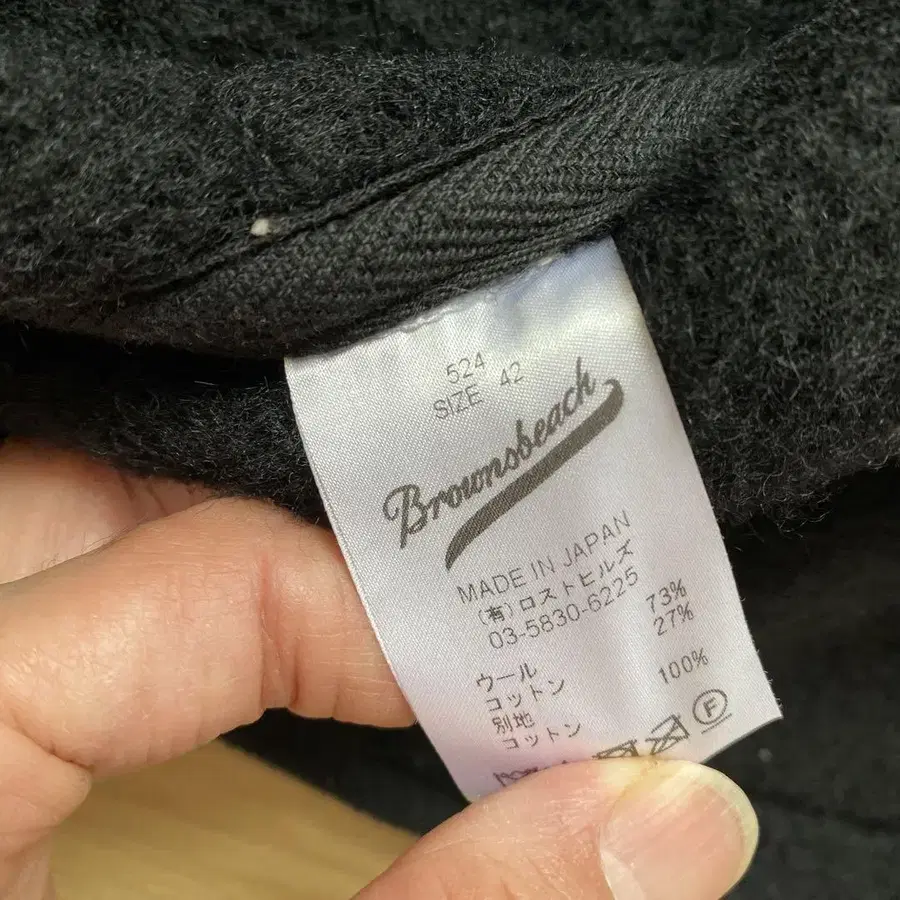 524
SIZE 42
Brownsbeach
MADE IN JAPAN
(有)ロストヒルズ
03-5830-6225
ウール 73%
コットン 27%
別地
コットン 100%
F